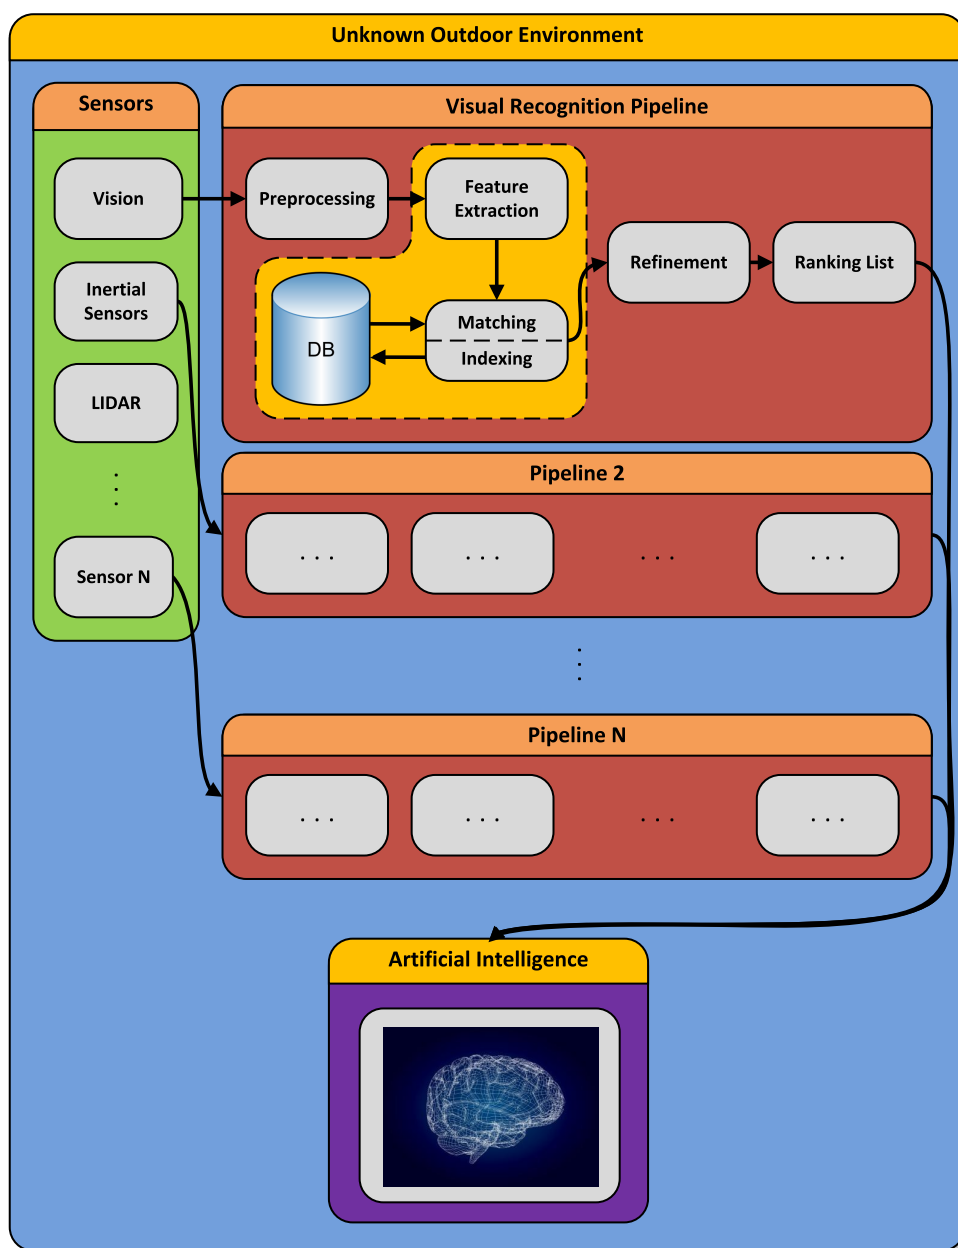 Unknown Outdoor Environment
Sensors
Vision
Inertial
Sensors
LIDAR
.
.
.
Sensor N
Visual Recognition Pipeline
Preprocessing
Feature
Extraction
DB
Matching
Indexing
Refinement
Ranking List
Pipeline 2
. . .
. . .
. . .
. . .
.
.
.
Pipeline N
. . .
. . .
. . .
. . .
Artificial Intelligence